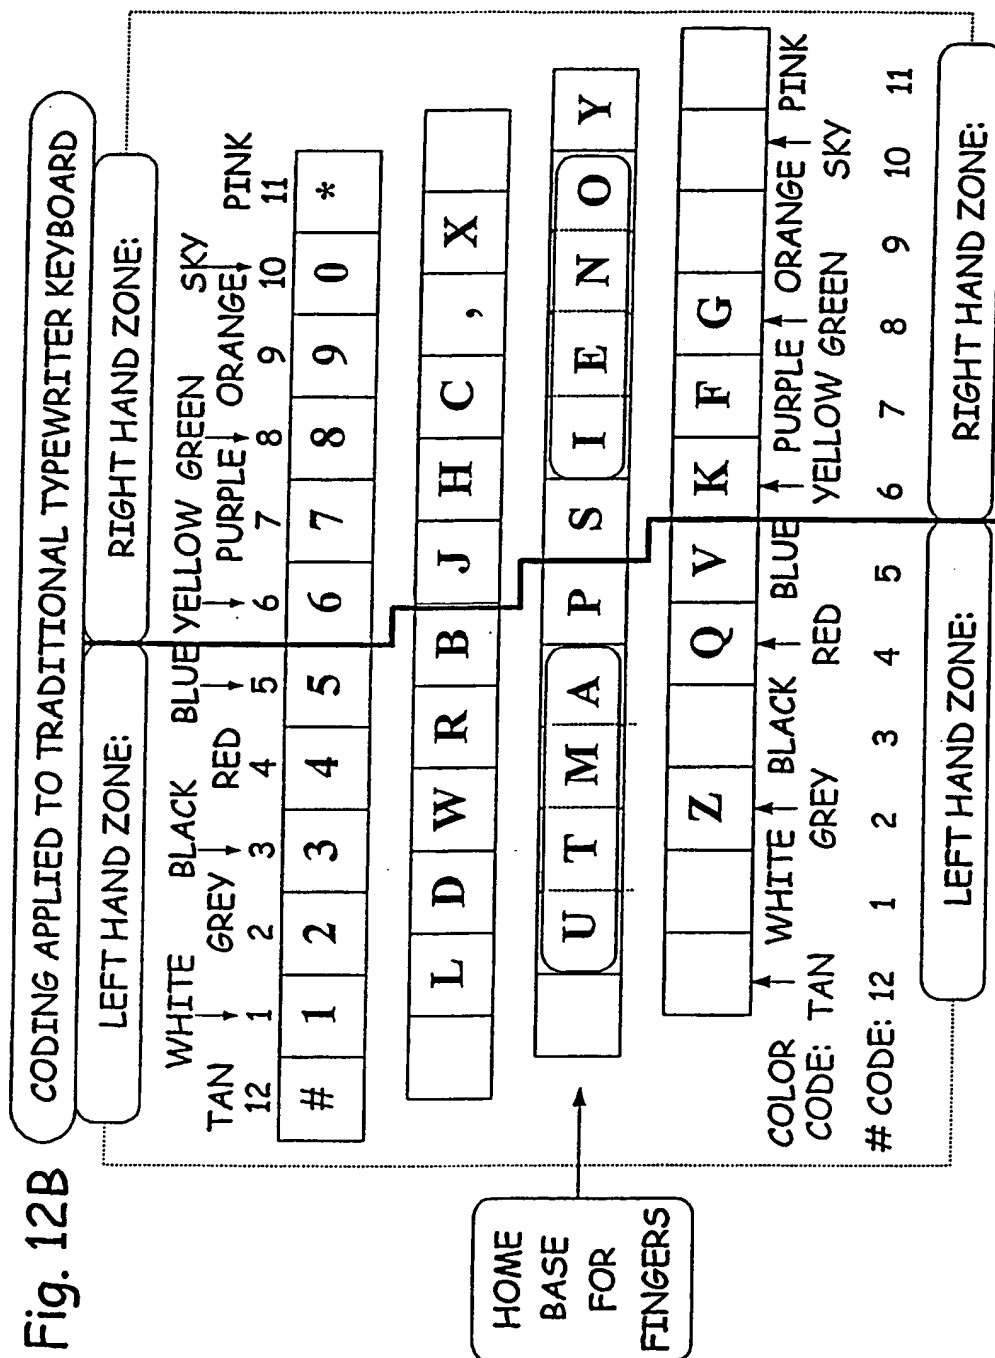 Fig. 12B
CODING APPLIED TO TRADITIONAL TYPEWRITER KEYBOARD
LEFT HAND ZONE: RIGHT HAND ZONE:
WHITE BLACK BLUE YELLOW GREEN SKY
TAN GREY RED PURPLE ORANGE PINK
12 1 2 3 4 5 6 7 8 9 10 11
# 1 2 3 4 5 6 7 8 9 0 *
L D W R B J H C , X
HOME
BASE
FOR
FINGERS
U T M A P S I E N O Y
Z Q V K F G
COLOR WHITE BLACK BLUE PURPLE ORANGE PINK
CODE: TAN GREY RED YELLOW GREEN SKY
# CODE: 12 1 2 3 4 5 6 7 8 9 10 11
LEFT HAND ZONE: RIGHT HAND ZONE: